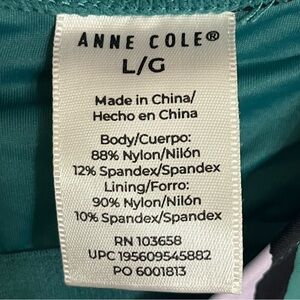 ANNE COLE®
L/G
Made in China/
Hecho en China
Body/Cuerpo:
88% Nylon/Nilón
12% Spandex/Spandex
Lining/Forro:
90% Nylon/Nilón
10% Spandex/Spandex
RN 103658
UPC 195609545882
PO 6001813